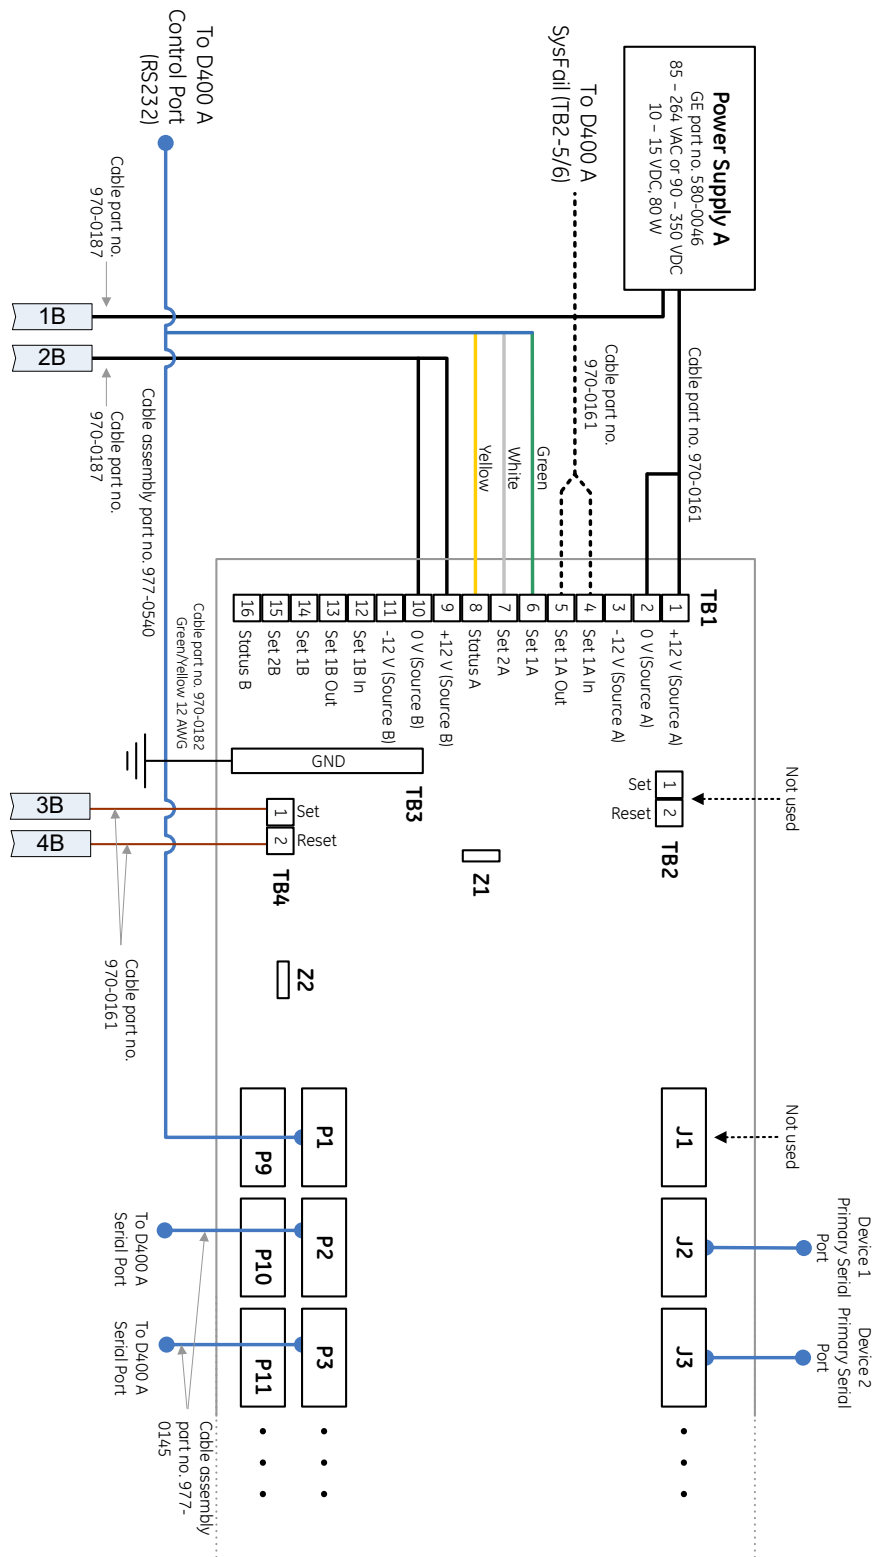 Power Supply A
GE part no. 580-0046
85 – 264 VAC or 90 – 350 VDC
10 – 15 VDC, 80 W
To D400 A
SysFail (TB2-5/6)
To D400 A
Control Port
(RS232)
Cable part no.
970-0187
1B
2B
Cable part no.
970-0187
Cable part no. 970-0161
Cable part no.
970-0161
Green
White
Yellow
Cable assembly part no. 977-0540
TB1
1 +12 V (Source A)
2 0 V (Source A)
3 -12 V (Source A)
4 Set 1A In
5 Set 1A Out
6 Set 1A
7 Set 2A
8 Status A
9 +12 V (Source B)
10 0 V (Source B)
11 -12 V (Source B)
12 Set 1B In
13 Set 1B Out
14 Set 1B
15 Set 2B
16 Status B
Cable part no. 970-0182
Green/Yellow 12 AWG
GND
TB3
Not used
Set 1
Reset 2
TB2
3B
4B
1 Set
2 Reset
TB4
Cable part no.
970-0161
Z1
Z2
Not used
J1
J2
J3
Device 1
Primary Serial
Port
Device 2
Primary Serial
Port
P1
P2
P3
P9
P10
P11
To D400 A
Serial Port
To D400 A
Serial Port
Cable assembly
part no. 977-
0145